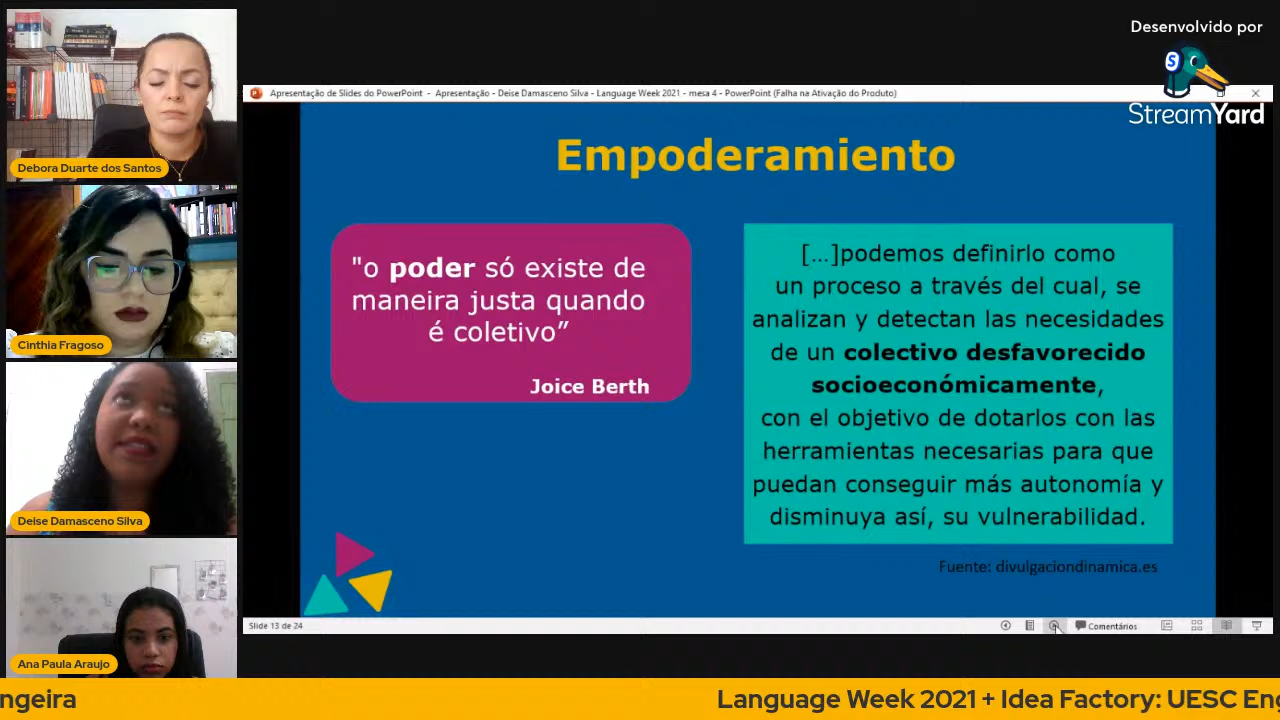 Desenvolvido por
StreamYard
Apresentação de Slides do PowerPoint - Apresentação - Deise Damasceno Silva - Language Week 2021 - mesa 4 - PowerPoint (Falha na Ativação do Produto)
Debora Duarte dos Santos
Cinthia Fragoso
Deise Damasceno Silva
Ana Paula Araujo
Empoderamiento
"o poder só existe de
maneira justa quando
é coletivo”
Joice Berth
[...]podemos definirlo como
un proceso a través del cual, se
analizan y detectan las necesidades
de un colectivo desfavorecido
socioeconómicamente,
con el objetivo de dotarlos con las
herramientas necesarias para que
puedan conseguir más autonomía y
disminuya así, su vulnerabilidad.
Fuente: divulgaciondinamica.es
Slide 13 de 24
Comentários
ngeira
Language Week 2021 + Idea Factory: UESC Eng